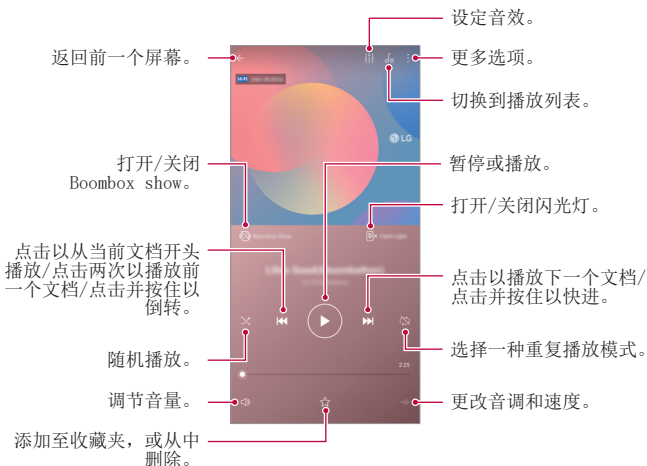 设定音效。
返回前一个屏幕。
更多选项。
切换到播放列表。
HI-FI
LG
打开/关闭
Boombox show。
暂停或播放。
打开/关闭闪光灯。
Boombox Show
Flash Light
点击以从当前文档开头
播放/点击两次以播放前
一个文档/点击并按住以
倒转。
点击以播放下一个文档/
点击并按住以快进。
随机播放。
选择一种重复播放模式。
2:25
调节音量。
更改音调和速度。
添加至收藏夹，或从中
删除。